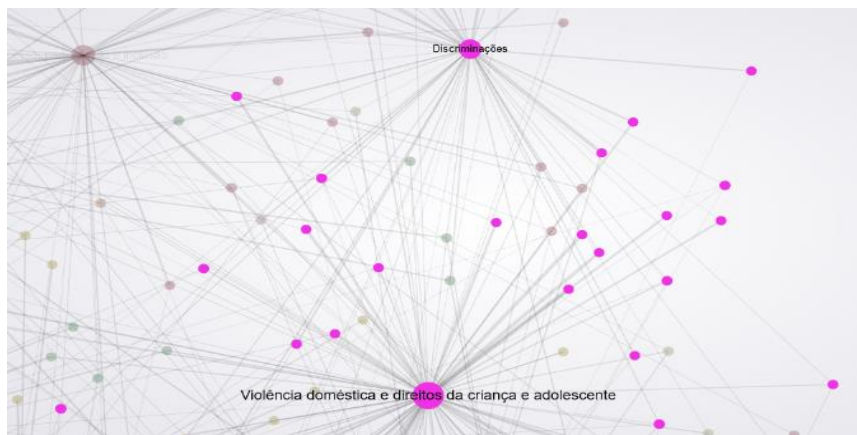 Discriminações
Violência doméstica e direitos da criança e adolescente